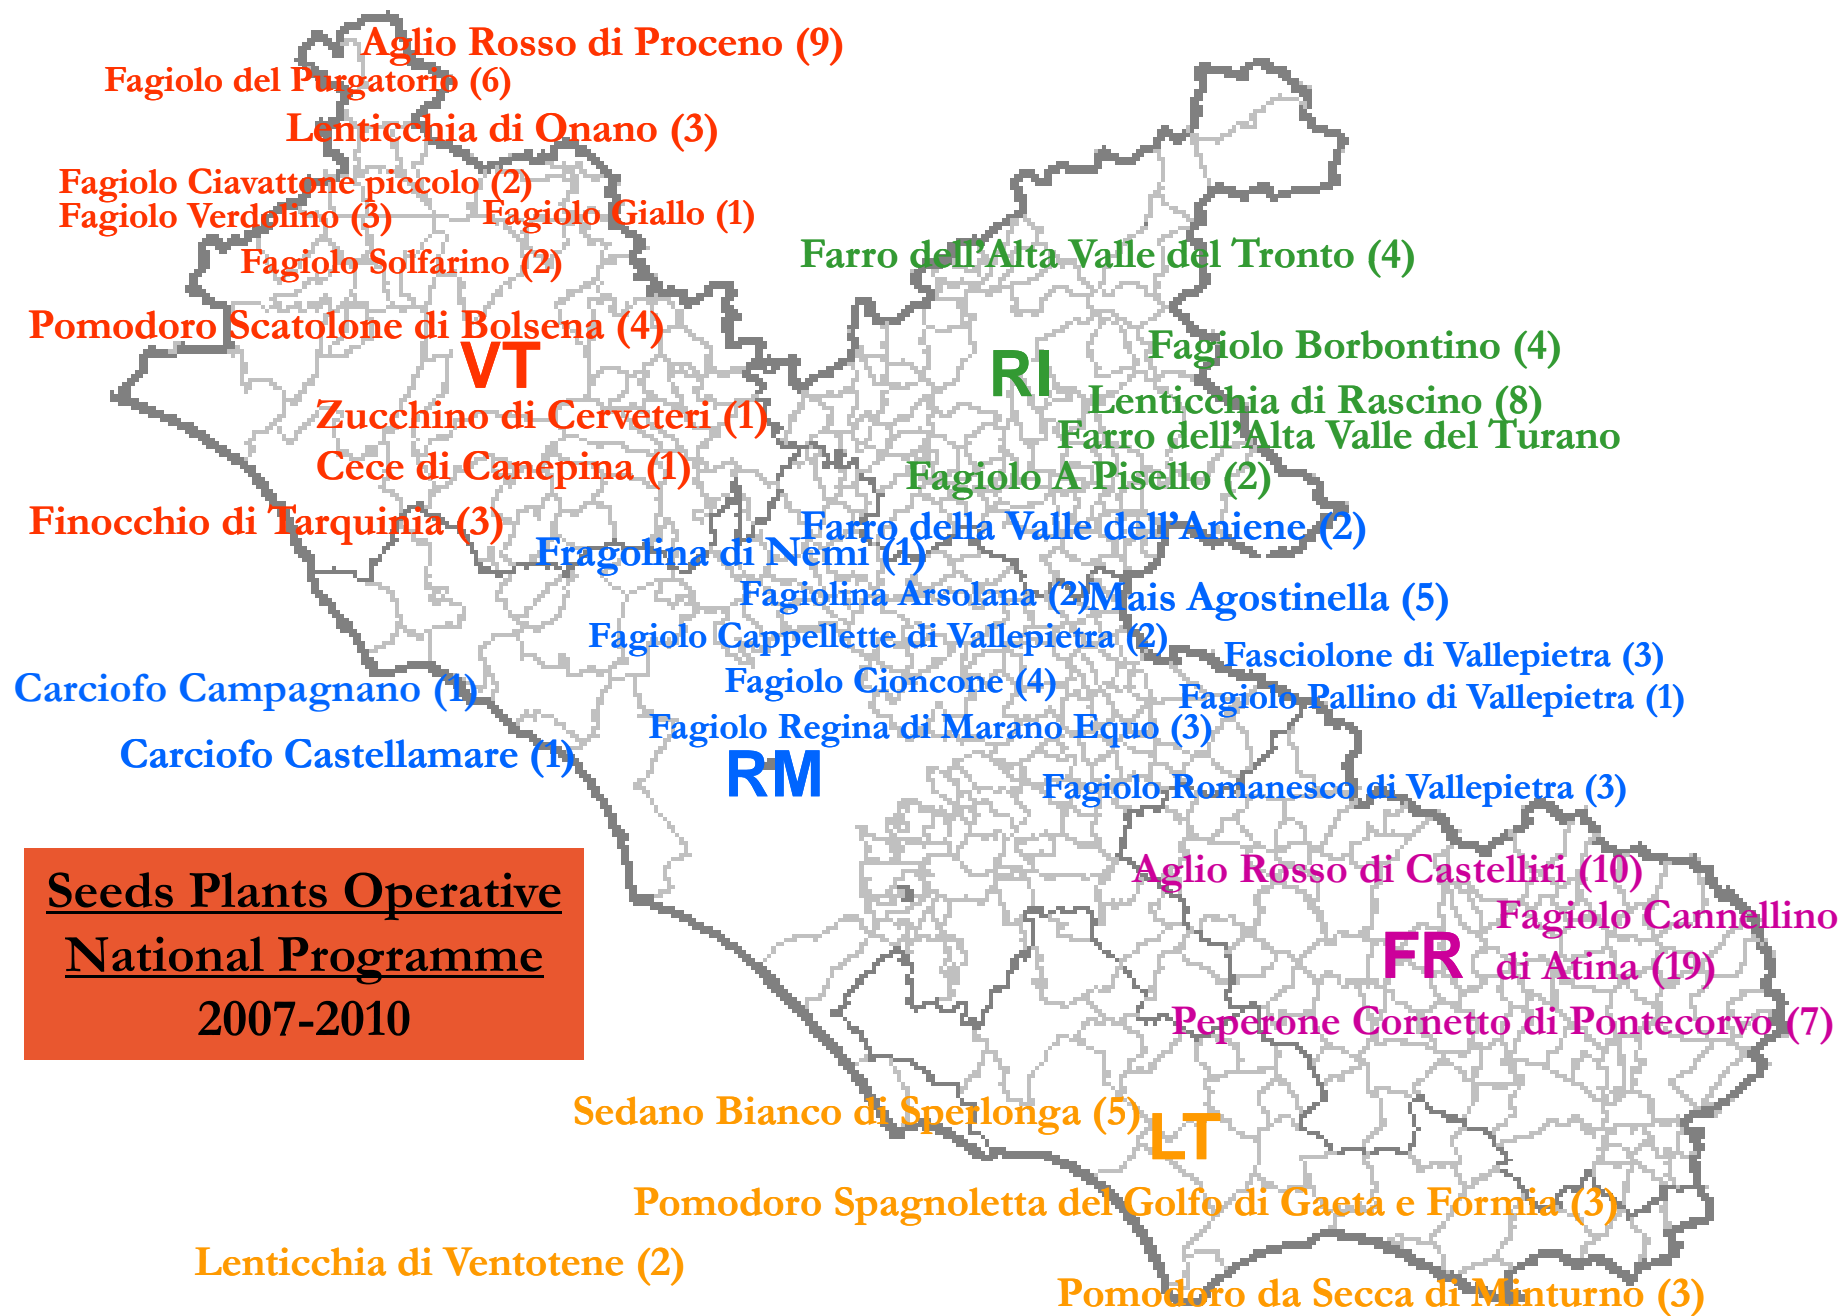 Aglio Rosso di Proceno (9)
Fagiolo del Purgatorio (6)
Lenticchia di Onano (3)
Fagiolo Ciavattone piccolo (2)
Fagiolo Verdolino (3)
Fagiolo Giallo (1)
Fagiolo Solfarino (2)
Pomodoro Scatolone di Bolsena (4)
VT
Zucchino di Cerveteri (1)
Cece di Canepina (1)
Finocchio di Tarquinia (3)
Farro dell'Alta Valle del Tronto (4)
RI
Fagiolo Borbontino (4)
Lenticchia di Rascino (8)
Farro dell'Alta Valle del Turano
Fagiolo A Pisello (2)
Farro della Valle dell'Aniene (2)
Fragolina di Nemi (1)
Fagiolina Arsolana (2)
Mais Agostinella (5)
Fagiolo Cappellette di Vallepietra (2)
Fasciolone di Vallepietra (3)
Fagiolo Cioncone (4)
Fagiolo Pallino di Vallepietra (1)
Carciofo Campagnano (1)
Fagiolo Regina di Marano Equo (3)
Carciofo Castellamare (1)
RM
Fagiolo Romanesco di Vallepietra (3)
Seeds Plants Operative
National Programme
2007-2010
Aglio Rosso di Castelliri (10)
Fagiolo Cannellino
di Atina (19)
FR
Peperone Cornetto di Pontecorvo (7)
Sedano Bianco di Sperlonga (5)
LT
Pomodoro Spagnoletta del Golfo di Gaeta e Formia (3)
Lenticchia di Ventotene (2)
Pomodoro da Secca di Minturno (3)